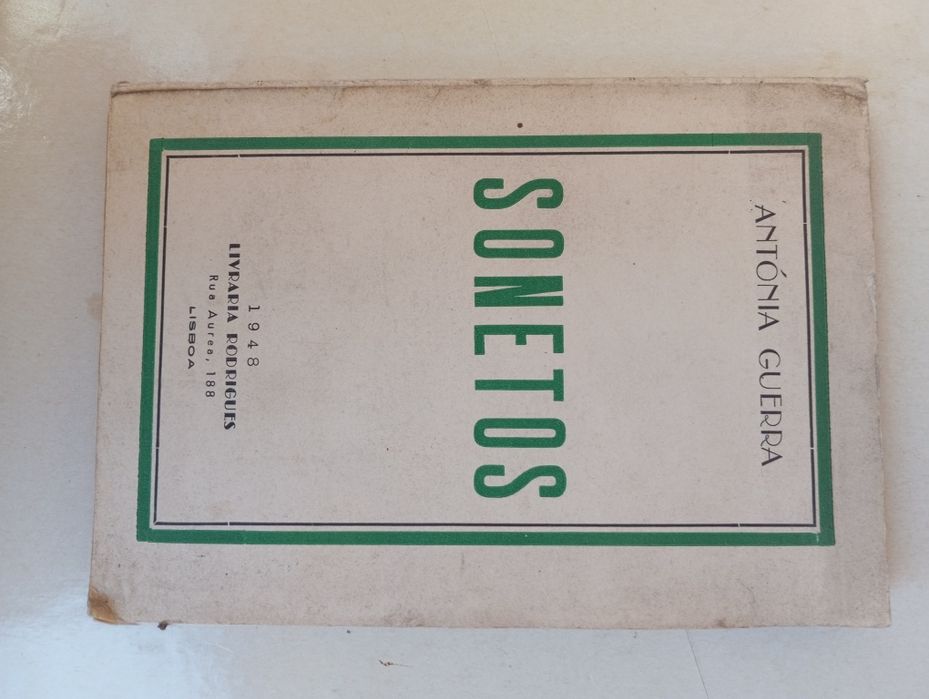 ANTÓNIA GUERRA
SONETOS
1948
LIVRARIA RODRIGUES
Rua Aurea, 188
LISBOA